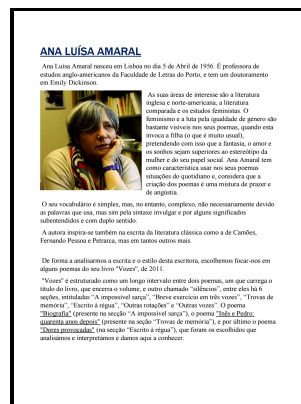 ANA LUÍSA AMARAL
Ana Luísa Amaral nasceu em Lisboa no dia 5 de Abril de 1956. É professora de
estudos anglo-americanos da Faculdade de Letras do Porto, e tem um doutoramento
em Emily Dickinson.
As suas áreas de interesse são a literatura
inglesa e norte-americana, a literatura
comparada e os estudos feministas. O
feminismo e a luta pela igualdade de género são
bastante visíveis nos seus poemas, quando esta
invoca a filha (o que é muito usual),
pretendendo com isso que a fantasia, o amor e
os sonhos sejam superiores ao estereótipo da
mulher e do seu papel social. Ana Amaral tem
como característica usar nos seus poemas
situações do quotidiano e, considera que a
criação dos poemas é uma mistura de prazer e
de angústia.
O seu vocabulário é simples, mas, no entanto, complexo, não necessariamente devido
as palavras que usa, mas sim pela sintaxe invulgar e por alguns significados
subentendidos e com duplo sentido.
A autora inspira-se também na escrita da literatura clássica como a de Camões,
Fernando Pessoa e Petrarca, mas em tantos outros mais.
De forma a analisarmos a escrita e o estilo desta escritora, escolhemos focar-nos em
alguns poemas do seu livro "Vozes", de 2011.
"Vozes" é estruturado como um longo intervalo entre dois poemas, um que carrega o
título do livro, que encerra o volume, e outro chamado "silêncios", entre eles há 6
seções, intituladas "A impossível sarça", "Breve exercício em três vozes", "Trovas de
memória", "Escrito à régua", "Outras rotações" e "Outras vozes". O poema
"Biografia" (presente na secção "A impossível sarça"), o poema "Inês e Pedro:
quarenta anos depois" (presente na seção "Trovas de memória"), e por último o poema
"Dores provocadas" (na seção "Escrito à régua"), que foram os escolhidos que
analisámos e interpretámos e damos aqui a conhecer.